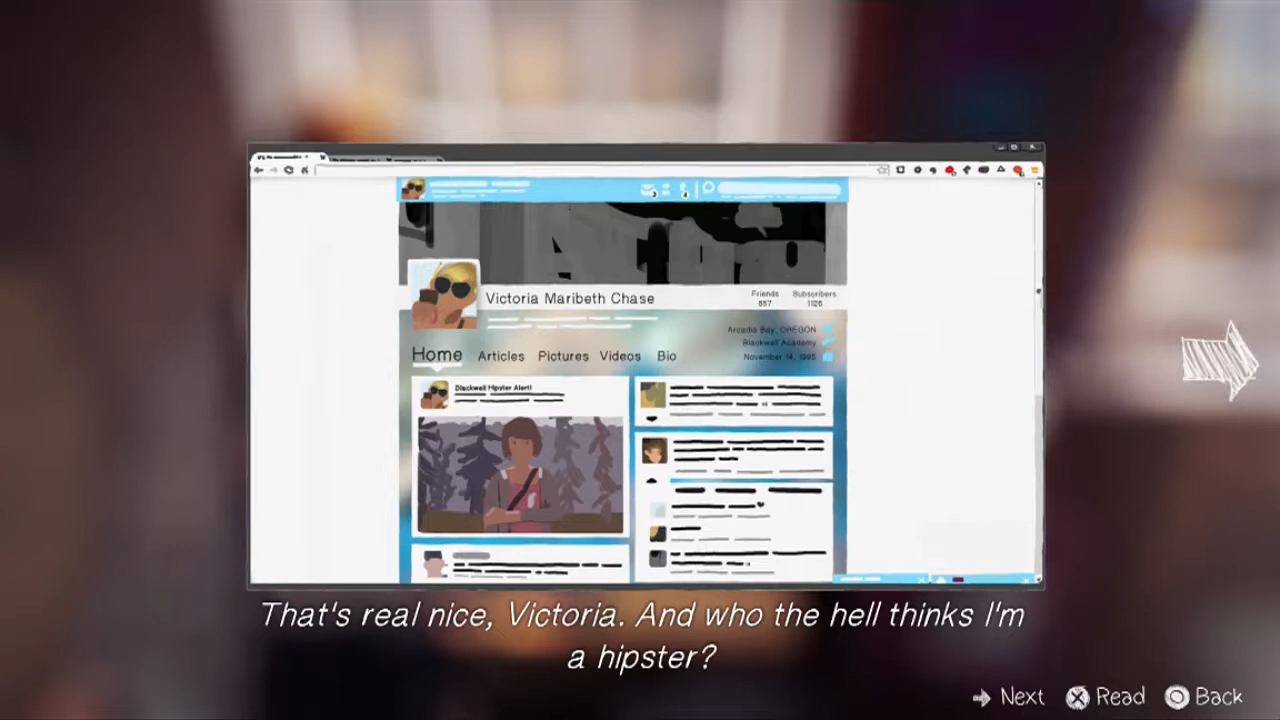 Victoria Maribeth Chase
Friends
857
Subscribers
1126
Arcadia Bay, OREGON
Blackwell Academy
November 14, 1995
Home Articles Pictures Videos Bio
Blackwell Hipster Alert!
That's real nice, Victoria. And who the hell thinks I'm
a hipster?
Next Read Back